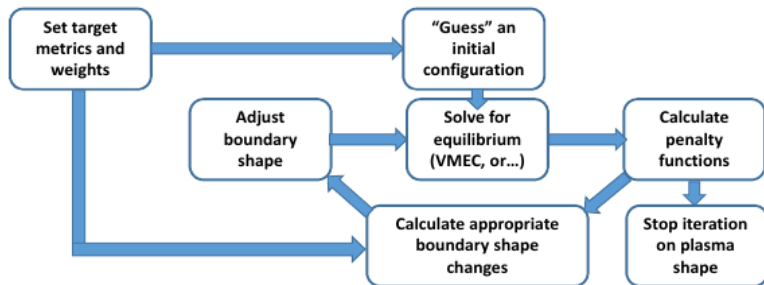 Set target
metrics and
weights
“Guess” an
initial
configuration
Adjust
boundary
shape
Solve for
equilibrium
(VMEC, or...)
Calculate
penalty
functions
Calculate appropriate
boundary shape
changes
Stop iteration
on plasma
shape